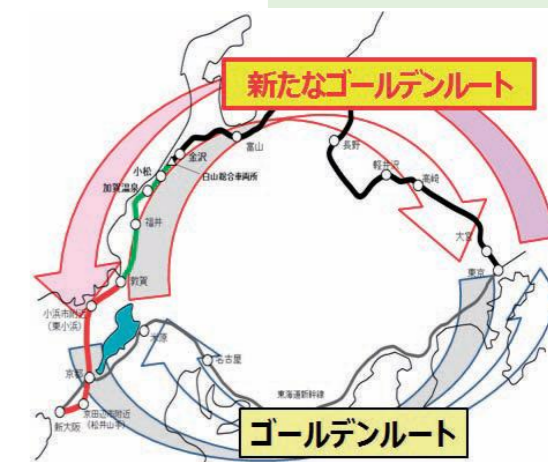 新たなゴールデンルート
富山
金沢
白山総合車両所
小松
加賀温泉
福井
敦賀
長野
軽井沢
高崎
大宮
東京
小浜市附近
（東小浜）
米原
名古屋
京都
東海道新幹線
京田辺市附近
（松井山手）
新大阪
ゴールデンルート